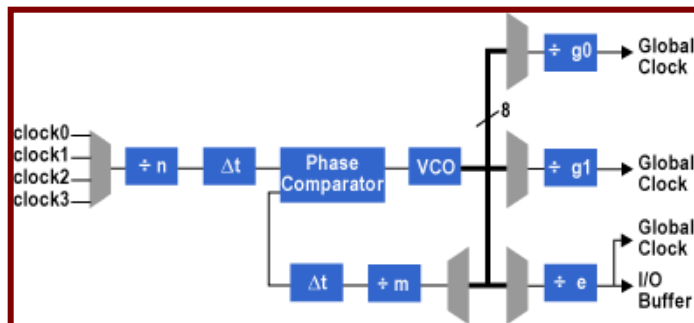 ÷ g0
Global
Clock
8
clock0
clock1
clock2
clock3
÷ n
Δt
Phase
Comparator
VCO
÷ g1
Global
Clock
Δt
÷ m
÷ e
Global
Clock
I/O
Buffer